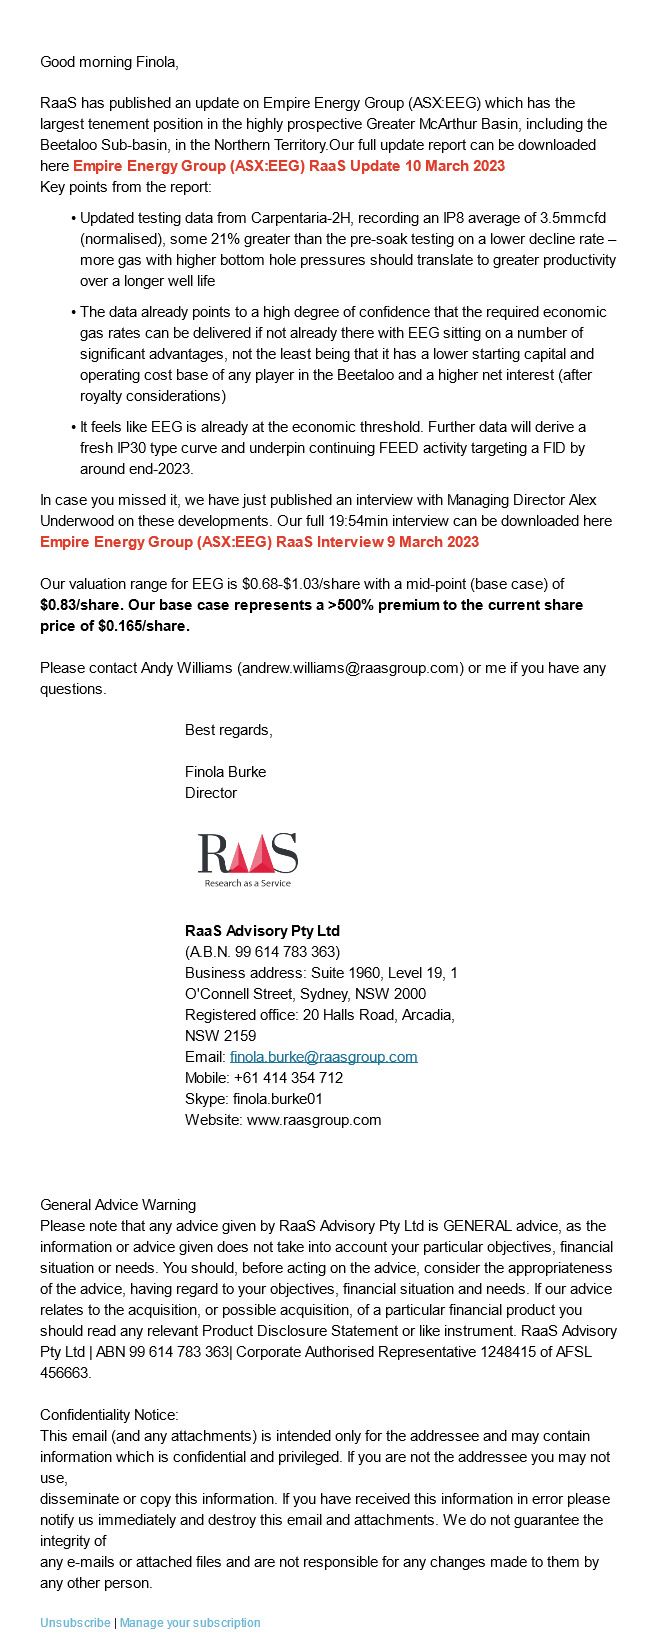 Good morning Finola,
RaaS has published an update on Empire Energy Group (ASX:EEG) which has the
largest tenement position in the highly prospective Greater McArthur Basin, including the
Beetaloo Sub-basin, in the Northern Territory.Our full update report can be downloaded
here Empire Energy Group (ASX:EEG) RaaS Update 10 March 2023
Key points from the report:
• Updated testing data from Carpentaria-2H, recording an IP8 average of 3.5mmcfd
(normalised), some 21% greater than the pre-soak testing on a lower decline rate –
more gas with higher bottom hole pressures should translate to greater productivity
over a longer well life
• The data already points to a high degree of confidence that the required economic
gas rates can be delivered if not already there with EEG sitting on a number of
significant advantages, not the least being that it has a lower starting capital and
operating cost base of any player in the Beetaloo and a higher net interest (after
royalty considerations)
• It feels like EEG is already at the economic threshold. Further data will derive a
fresh IP30 type curve and underpin continuing FEED activity targeting a FID by
around end-2023.
In case you missed it, we have just published an interview with Managing Director Alex
Underwood on these developments. Our full 19:54min interview can be downloaded here
Empire Energy Group (ASX:EEG) RaaS Interview 9 March 2023
Our valuation range for EEG is $0.68-$1.03/share with a mid-point (base case) of
$0.83/share. Our base case represents a >500% premium to the current share
price of $0.165/share.
Please contact Andy Williams (andrew.williams@raasgroup.com) or me if you have any
questions.
Best regards,
Finola Burke
Director
RaaS
Research as a Service
RaaS Advisory Pty Ltd
(A.B.N. 99 614 783 363)
Business address: Suite 1960, Level 19, 1
O'Connell Street, Sydney, NSW 2000
Registered office: 20 Halls Road, Arcadia,
NSW 2159
Email: finola.burke@raasgroup.com
Mobile: +61 414 354 712
Skype: finola.burke01
Website: www.raasgroup.com
General Advice Warning
Please note that any advice given by RaaS Advisory Pty Ltd is GENERAL advice, as the
information or advice given does not take into account your particular objectives, financial
situation or needs. You should, before acting on the advice, consider the appropriateness
of the advice, having regard to your objectives, financial situation and needs. If our advice
relates to the acquisition, or possible acquisition, of a particular financial product you
should read any relevant Product Disclosure Statement or like instrument. RaaS Advisory
Pty Ltd | ABN 99 614 783 363| Corporate Authorised Representative 1248415 of AFSL
456663.
Confidentiality Notice:
This email (and any attachments) is intended only for the addressee and may contain
information which is confidential and privileged. If you are not the addressee you may not
use,
disseminate or copy this information. If you have received this information in error please
notify us immediately and destroy this email and attachments. We do not guarantee the
integrity of
any e-mails or attached files and are not responsible for any changes made to them by
any other person.
Unsubscribe | Manage your subscription